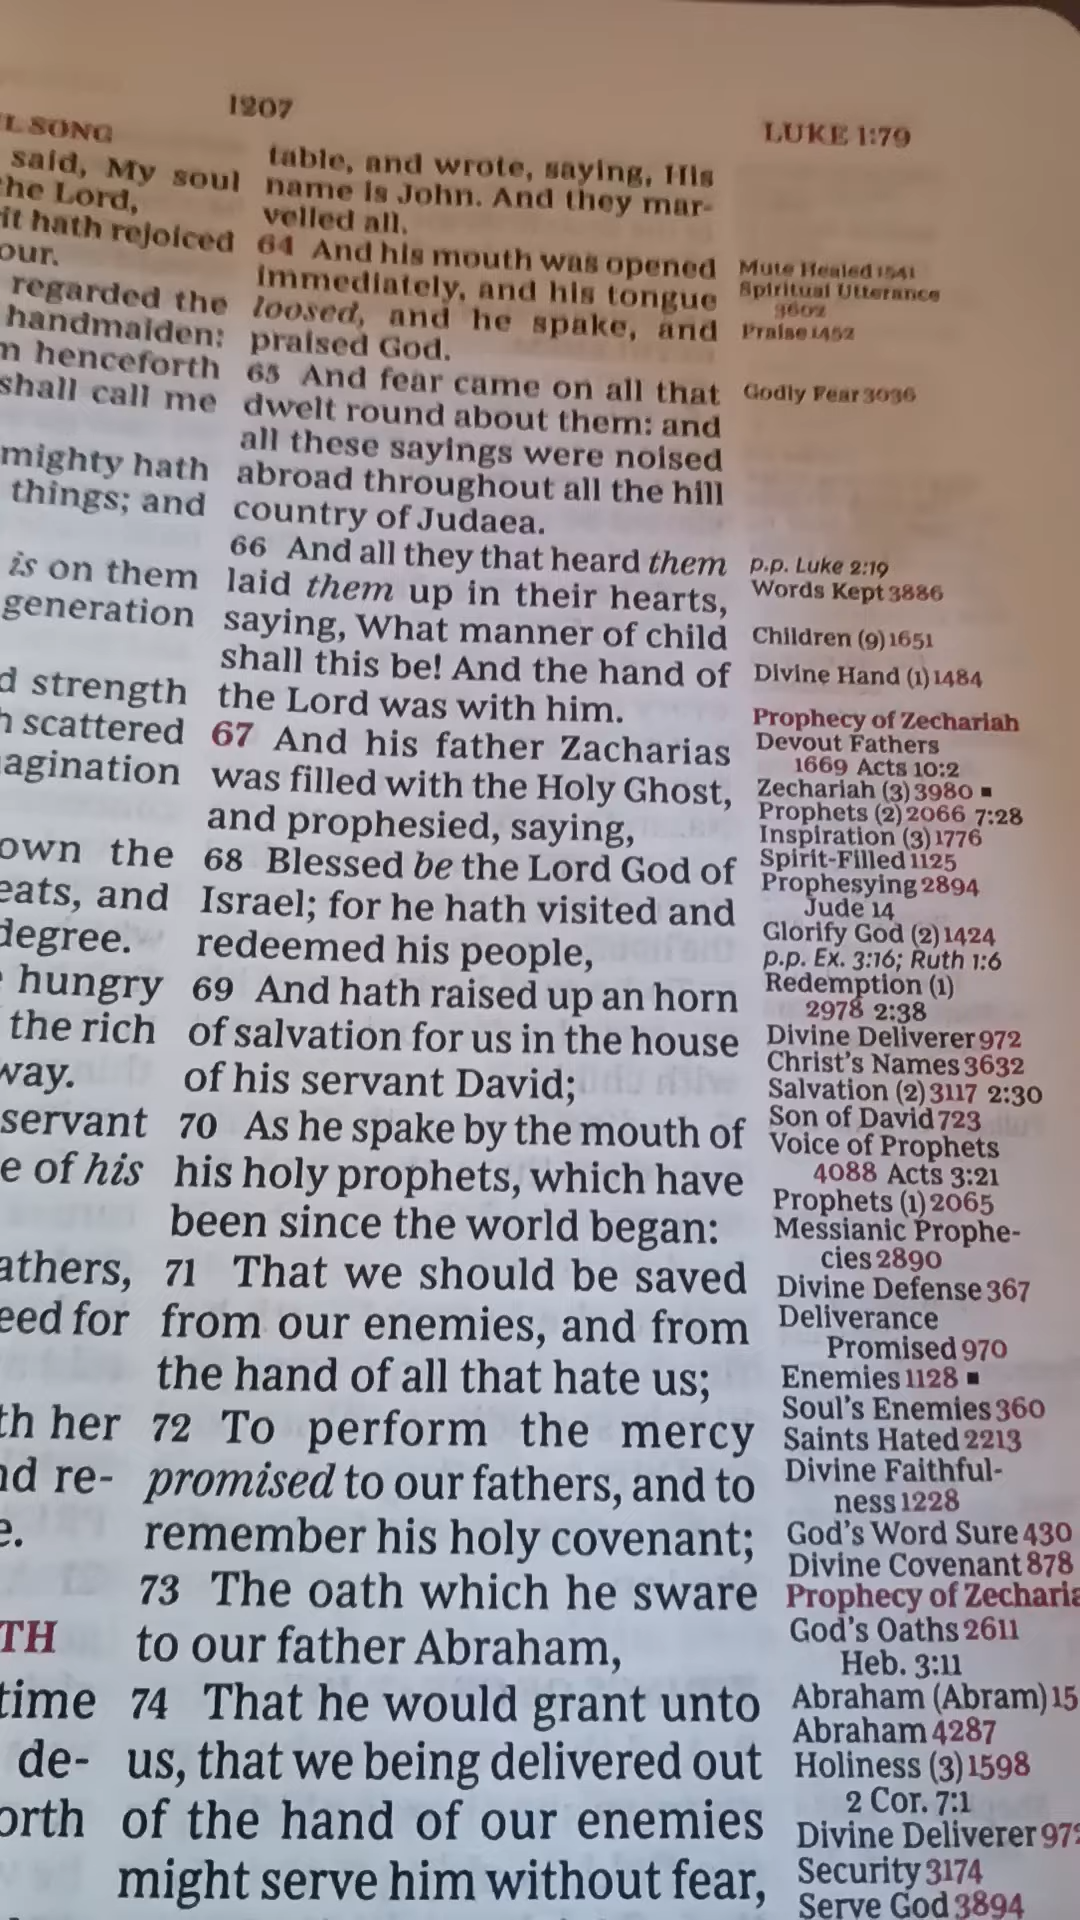 1207
LUKE 1:79
L SONG
said, My soul
the Lord,
it hath rejoiced
our.
regarded the
handmaiden:
henceforth
shall call me
mighty hath
things; and
is on them
generation
strength
scattered
agination
own the
eats, and
degree.
hungry
the rich
way.
servant
e of his
athers,
eed for
th her
nd re-
e.
TH
time
de-
orth
table, and wrote, saying, His
name is John. And they mar-
velled all.
64 And his mouth was opened
immediately, and his tongue
loosed, and he spake, and
praised God.
65 And fear came on all that
dwelt round about them: and
all these sayings were noised
abroad throughout all the hill
country of Judaea.
66 And all they that heard them
laid them up in their hearts,
saying, What manner of child
shall this be! And the hand of
the Lord was with him.
67 And his father Zacharias
was filled with the Holy Ghost,
and prophesied, saying,
68 Blessed be the Lord God of
Israel; for he hath visited and
redeemed his people,
69 And hath raised up an horn
of salvation for us in the house
of his servant David;
70 As he spake by the mouth of
his holy prophets, which have
been since the world began:
71 That we should be saved
from our enemies, and from
the hand of all that hate us;
72 To perform the mercy
promised to our fathers, and to
remember his holy covenant;
73 The oath which he sware
to our father Abraham,
74 That he would grant unto
us, that we being delivered out
of the hand of our enemies
might serve him without fear,
Mute Healed 1541
Spiritual Utterance
3602
Praise 1452
Godly Fear 3036
p.p. Luke 2:19
Words Kept 3886
Children (9) 1651
Divine Hand (1) 1484
Prophecy of Zechariah
Devout Fathers
1669 Acts 10:2
Zechariah (3) 3980 ■
Prophets (2) 2066 7:28
Inspiration (3) 1776
Spirit-Filled 1125
Prophesying 2894
Jude 14
Glorify God (2) 1424
p.p. Ex. 3:16; Ruth 1:6
Redemption (1)
2978 2:38
Divine Deliverer 972
Christ's Names 3632
Salvation (2) 3117 2:30
Son of David 723
Voice of Prophets
4088 Acts 3:21
Prophets (1) 2065
Messianic Prophe-
cies 2890
Divine Defense 367
Deliverance
Promised 970
Enemies 1128 ■
Soul's Enemies 360
Saints Hated 2213
Divine Faithful-
ness 1228
God's Word Sure 430
Divine Covenant 878
Prophecy of Zecharia
God's Oaths 2611
Heb. 3:11
Abraham (Abram) 15
Abraham 4287
Holiness (3) 1598
2 Cor. 7:1
Divine Deliverer 97
Security 3174
Serve God 3894